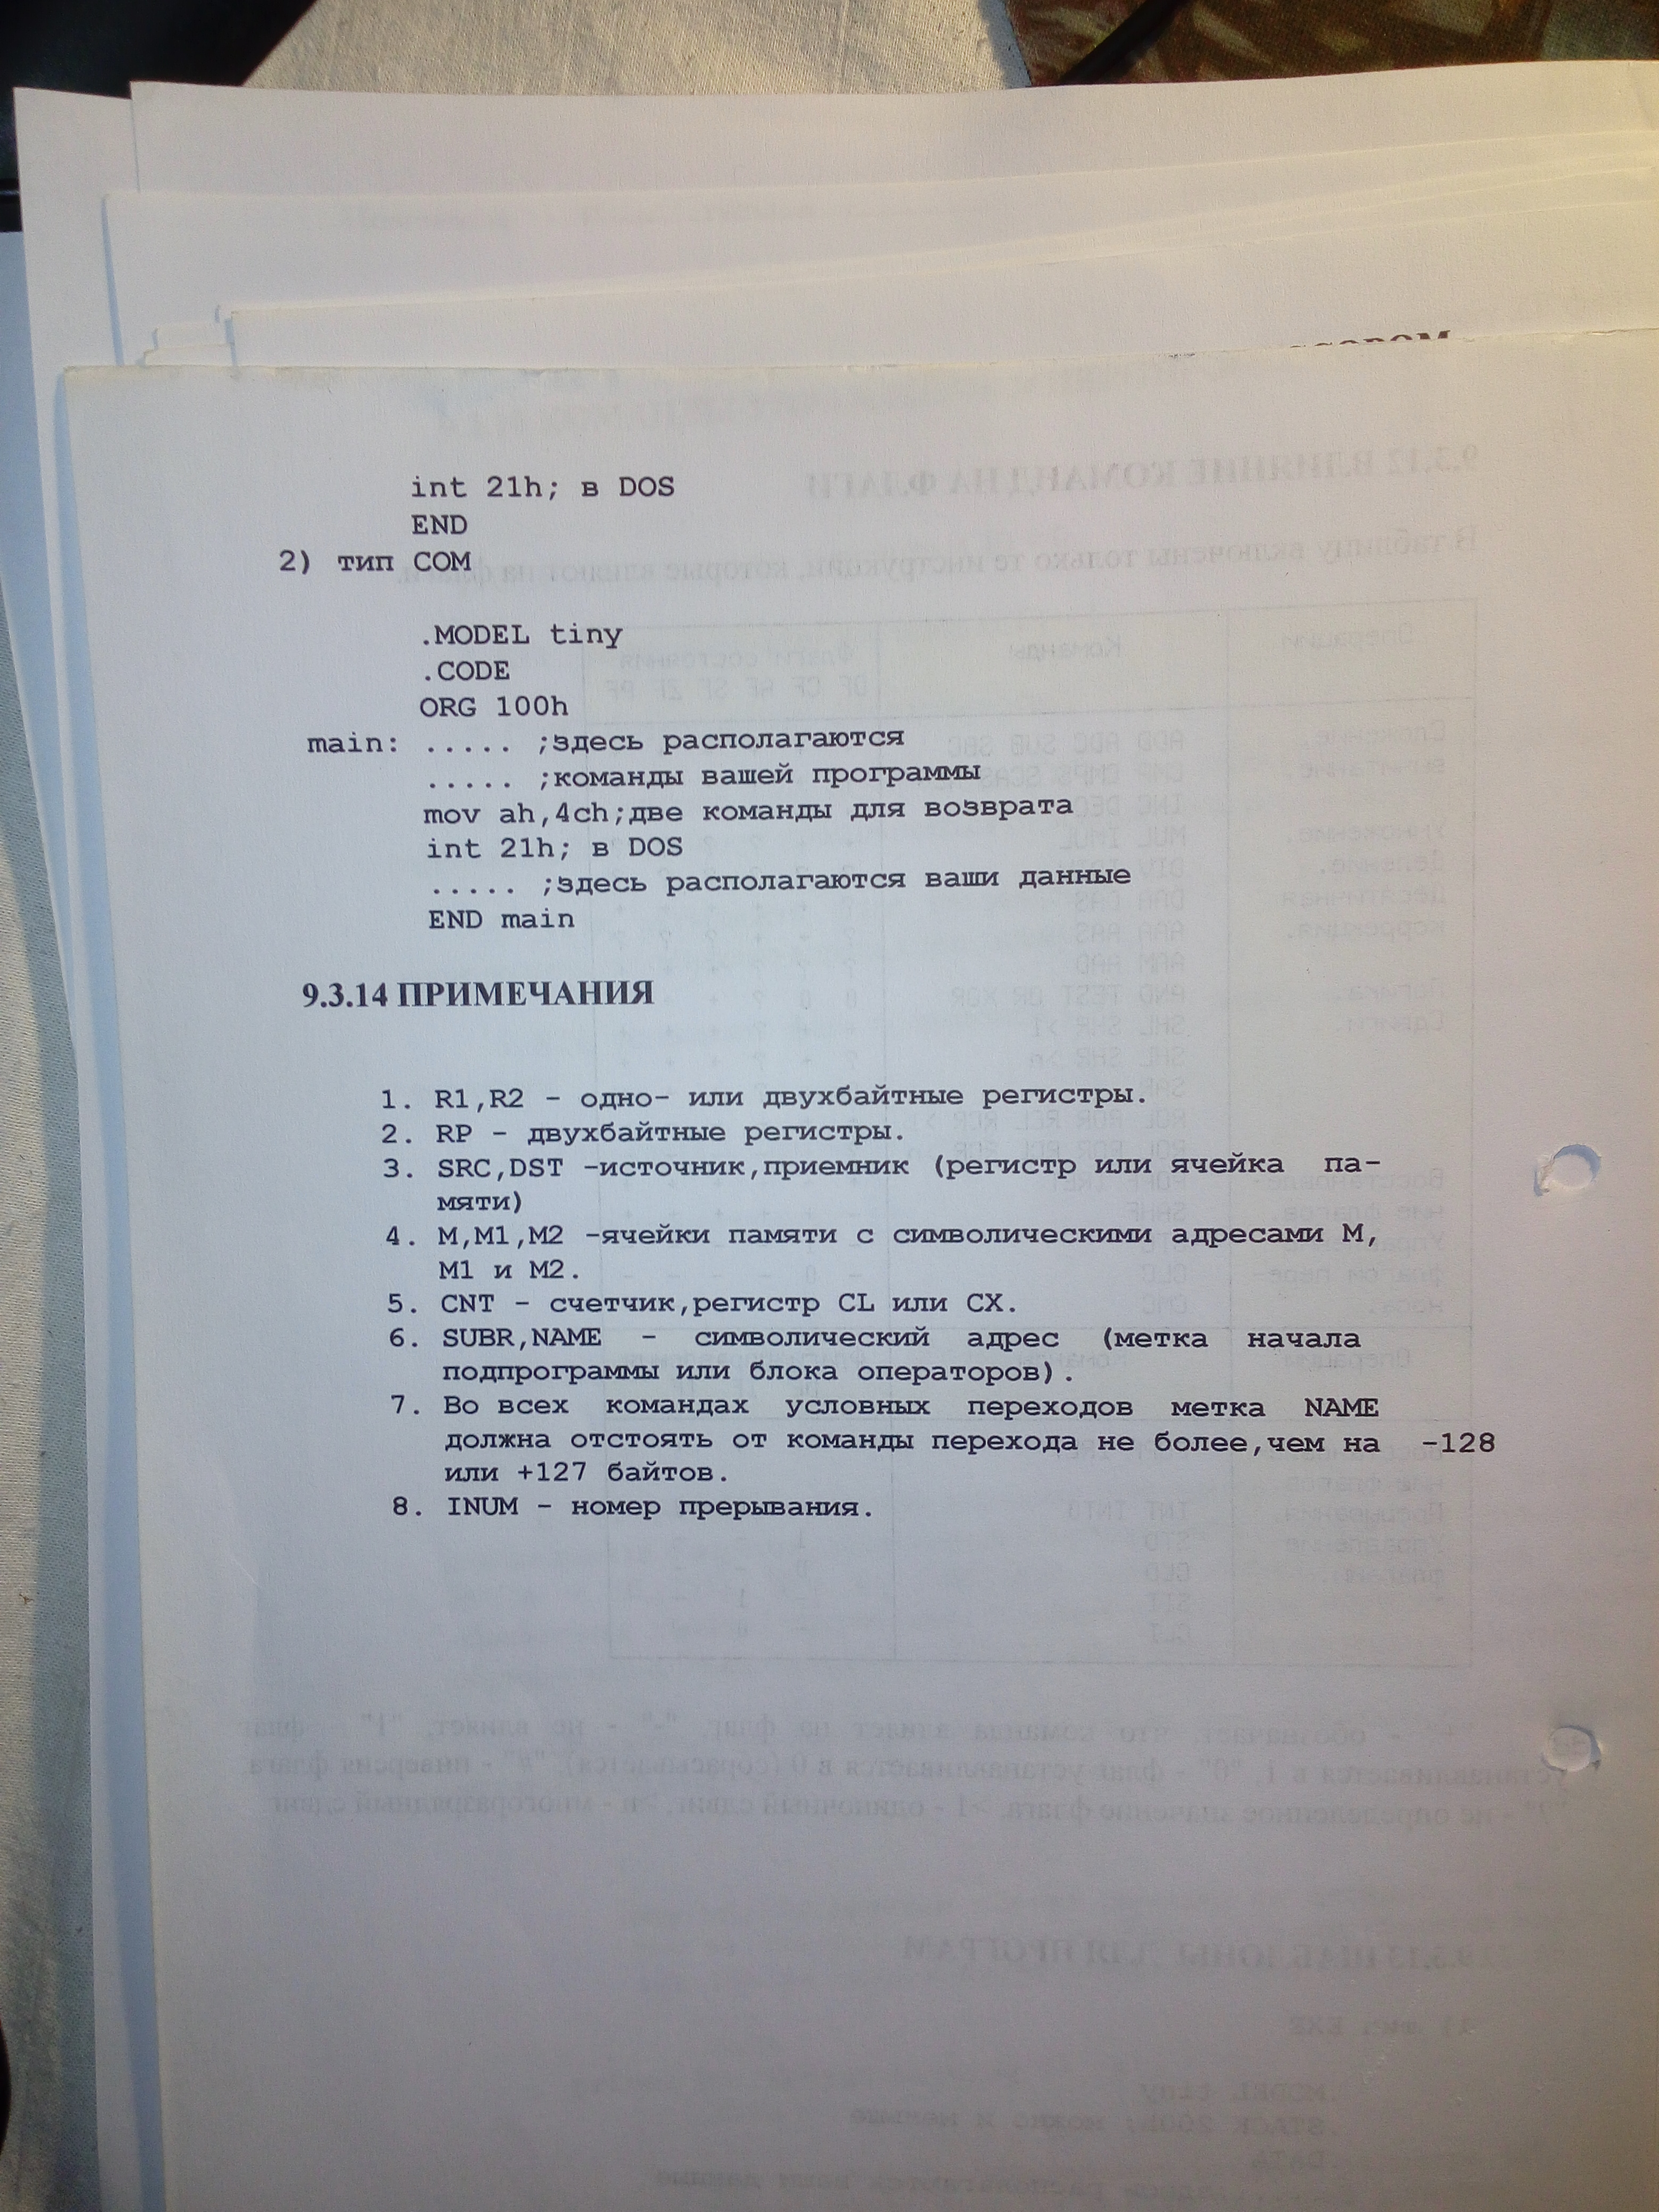 int 21h; в DOS
END
2) тип COM
.MODEL tiny
.CODE
ORG 100h
main: ..... ;здесь располагаются
..... ;команды вашей программы
mov ah,4ch;две команды для возврата
int 21h; в DOS
..... ;здесь располагаются ваши данные
END main
9.3.14 ПРИМЕЧАНИЯ
1. R1,R2 - одно- или двухбайтные регистры.
2. RP - двухбайтные регистры.
3. SRC,DST -источник,приемник (регистр или ячейка па-
мяти)
4. M,M1,M2 -ячейки памяти с символическими адресами M,
M1 и M2.
5. CNT - счетчик,регистр CL или CX.
6. SUBR,NAME - символический адрес (метка начала
подпрограммы или блока операторов).
7. Во всех командах условных переходов метка NAME
должна отстоять от команды перехода не более,чем на -128
или +127 байтов.
8. INUM - номер прерывания.